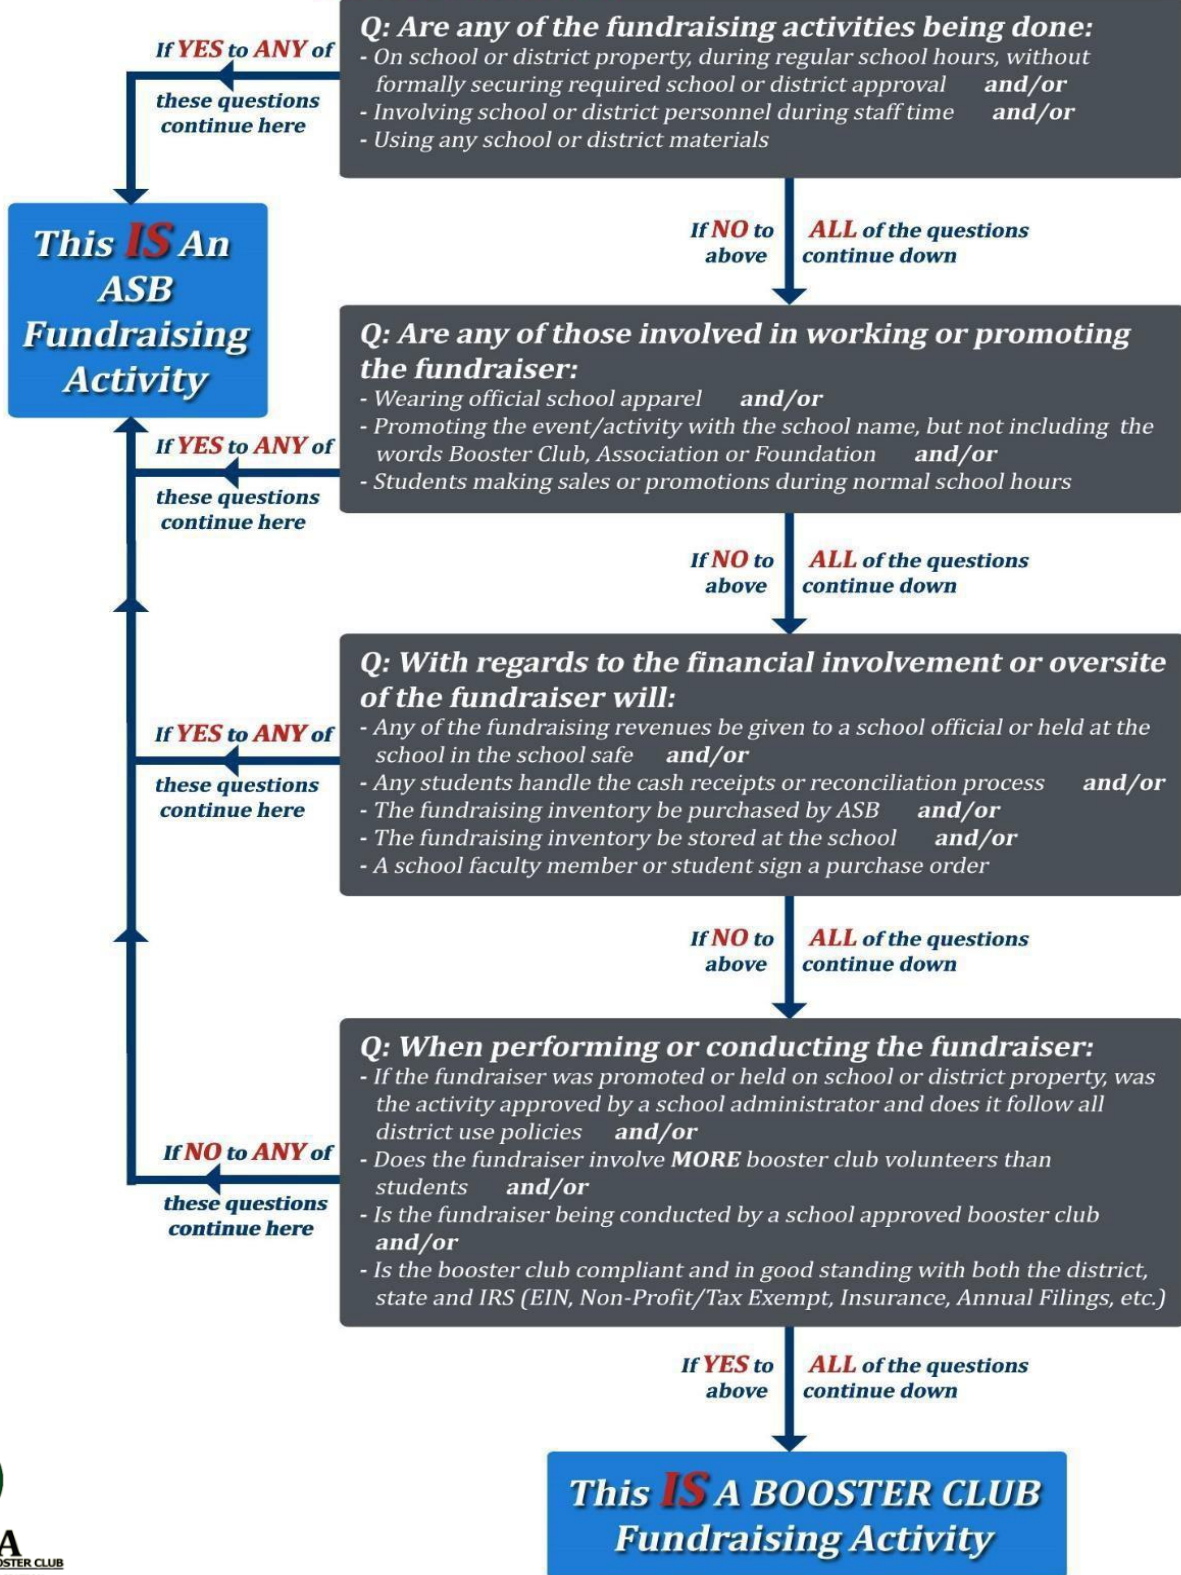 Q: Are any of the fundraising activities being done:
- On school or district property, during regular school hours, without
formally securing required school or district approval and/or
- Involving school or district personnel during staff time and/or
- Using any school or district materials
If YES to ANY of
these questions
continue here
This IS An
ASB
Fundraising
Activity
If NO to ALL of the questions
above continue down
Q: Are any of those involved in working or promoting
the fundraiser:
- Wearing official school apparel and/or
- Promoting the event/activity with the school name, but not including the
words Booster Club, Association or Foundation and/or
- Students making sales or promotions during normal school hours
If YES to ANY of
these questions
continue here
If NO to ALL of the questions
above continue down
Q: With regards to the financial involvement or oversite
of the fundraiser will:
- Any of the fundraising revenues be given to a school official or held at the
school in the school safe and/or
- Any students handle the cash receipts or reconciliation process and/or
- The fundraising inventory be purchased by ASB and/or
- The fundraising inventory be stored at the school and/or
- A school faculty member or student sign a purchase order
If YES to ANY of
these questions
continue here
If NO to ALL of the questions
above continue down
Q: When performing or conducting the fundraiser:
- If the fundraiser was promoted or held on school or district property, was
the activity approved by a school administrator and does it follow all
district use policies and/or
- Does the fundraiser involve MORE booster club volunteers than
students and/or
- Is the fundraiser being conducted by a school approved booster club
and/or
- Is the booster club compliant and in good standing with both the district,
state and IRS (EIN, Non-Profit/Tax Exempt, Insurance, Annual Filings, etc.)
If NO to ANY of
these questions
continue here
If YES to ALL of the questions
above continue down
This IS A BOOSTER CLUB
Fundraising Activity
A
CLUB